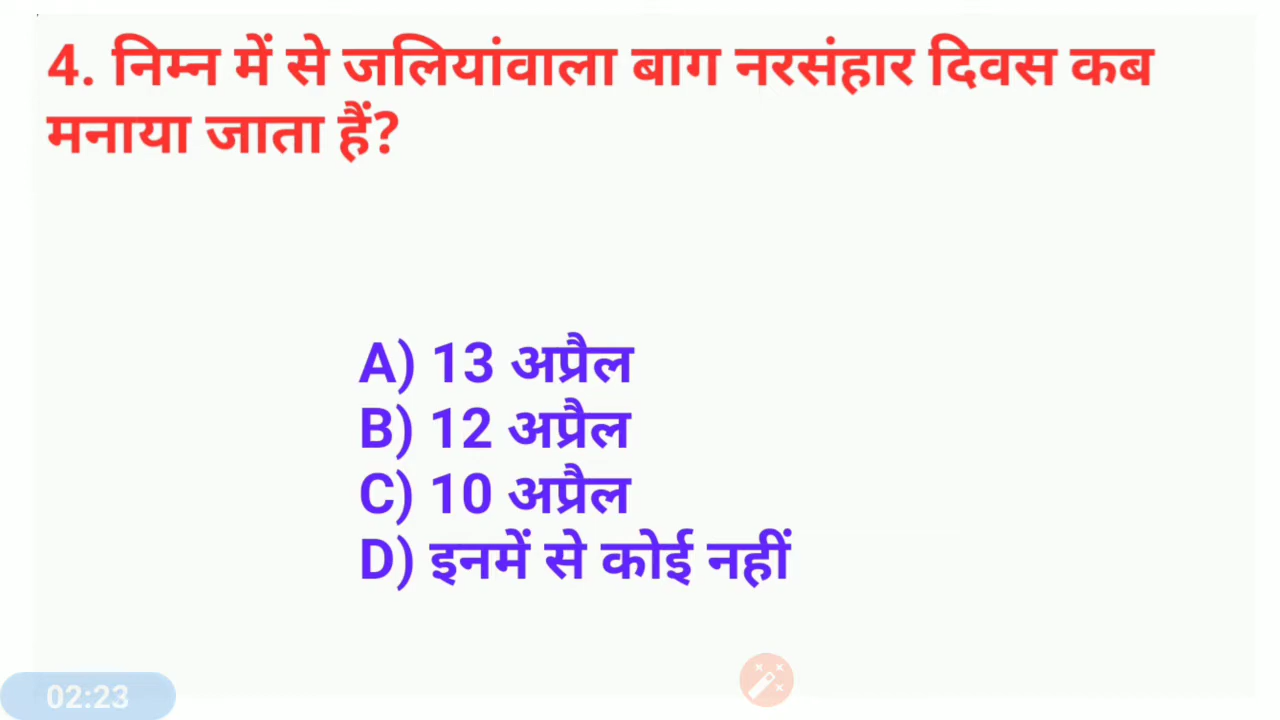 4. निम्न में से जलियांवाला बाग नरसंहार दिवस कब
मनाया जाता हैं?
A) 13 अप्रैल
B) 12 अप्रैल
C) 10 अप्रैल
D) इनमें से कोई नहीं
02:23